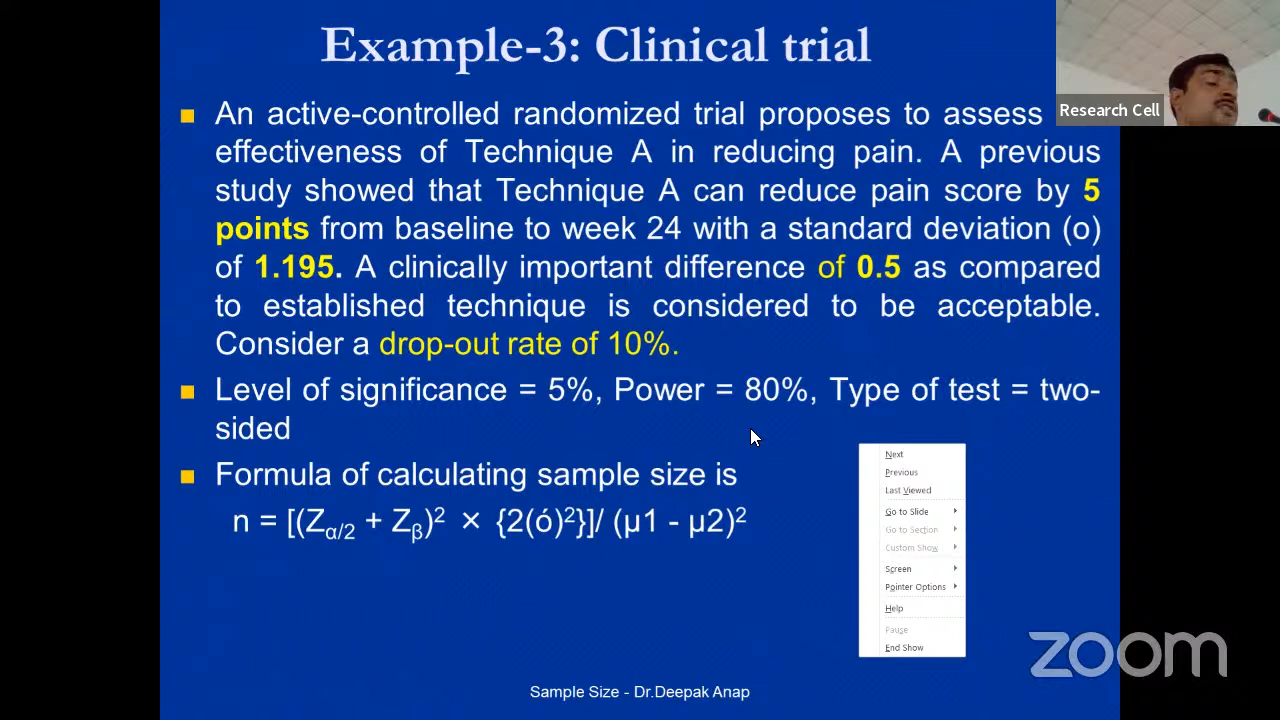 Example-3: Clinical trial
Research Cell
An active-controlled randomized trial proposes to assess
effectiveness of Technique A in reducing pain. A previous
study showed that Technique A can reduce pain score by 5
points from baseline to week 24 with a standard deviation (o)
of 1.195. A clinically important difference of 0.5 as compared
to established technique is considered to be acceptable.
Consider a drop-out rate of 10%.
Level of significance = 5%, Power = 80%, Type of test = two-
sided
Formula of calculating sample size is
n = [(Zα/2 + Zβ)² × {2(ó)²}]/ (μ1 - μ2)²
Next
Previous
Last Viewed
Go to Slide
Go to Section
Custom Show
Screen
Pointer Options
Help
Pause
End Show
zoom
Sample Size - Dr.Deepak Anap